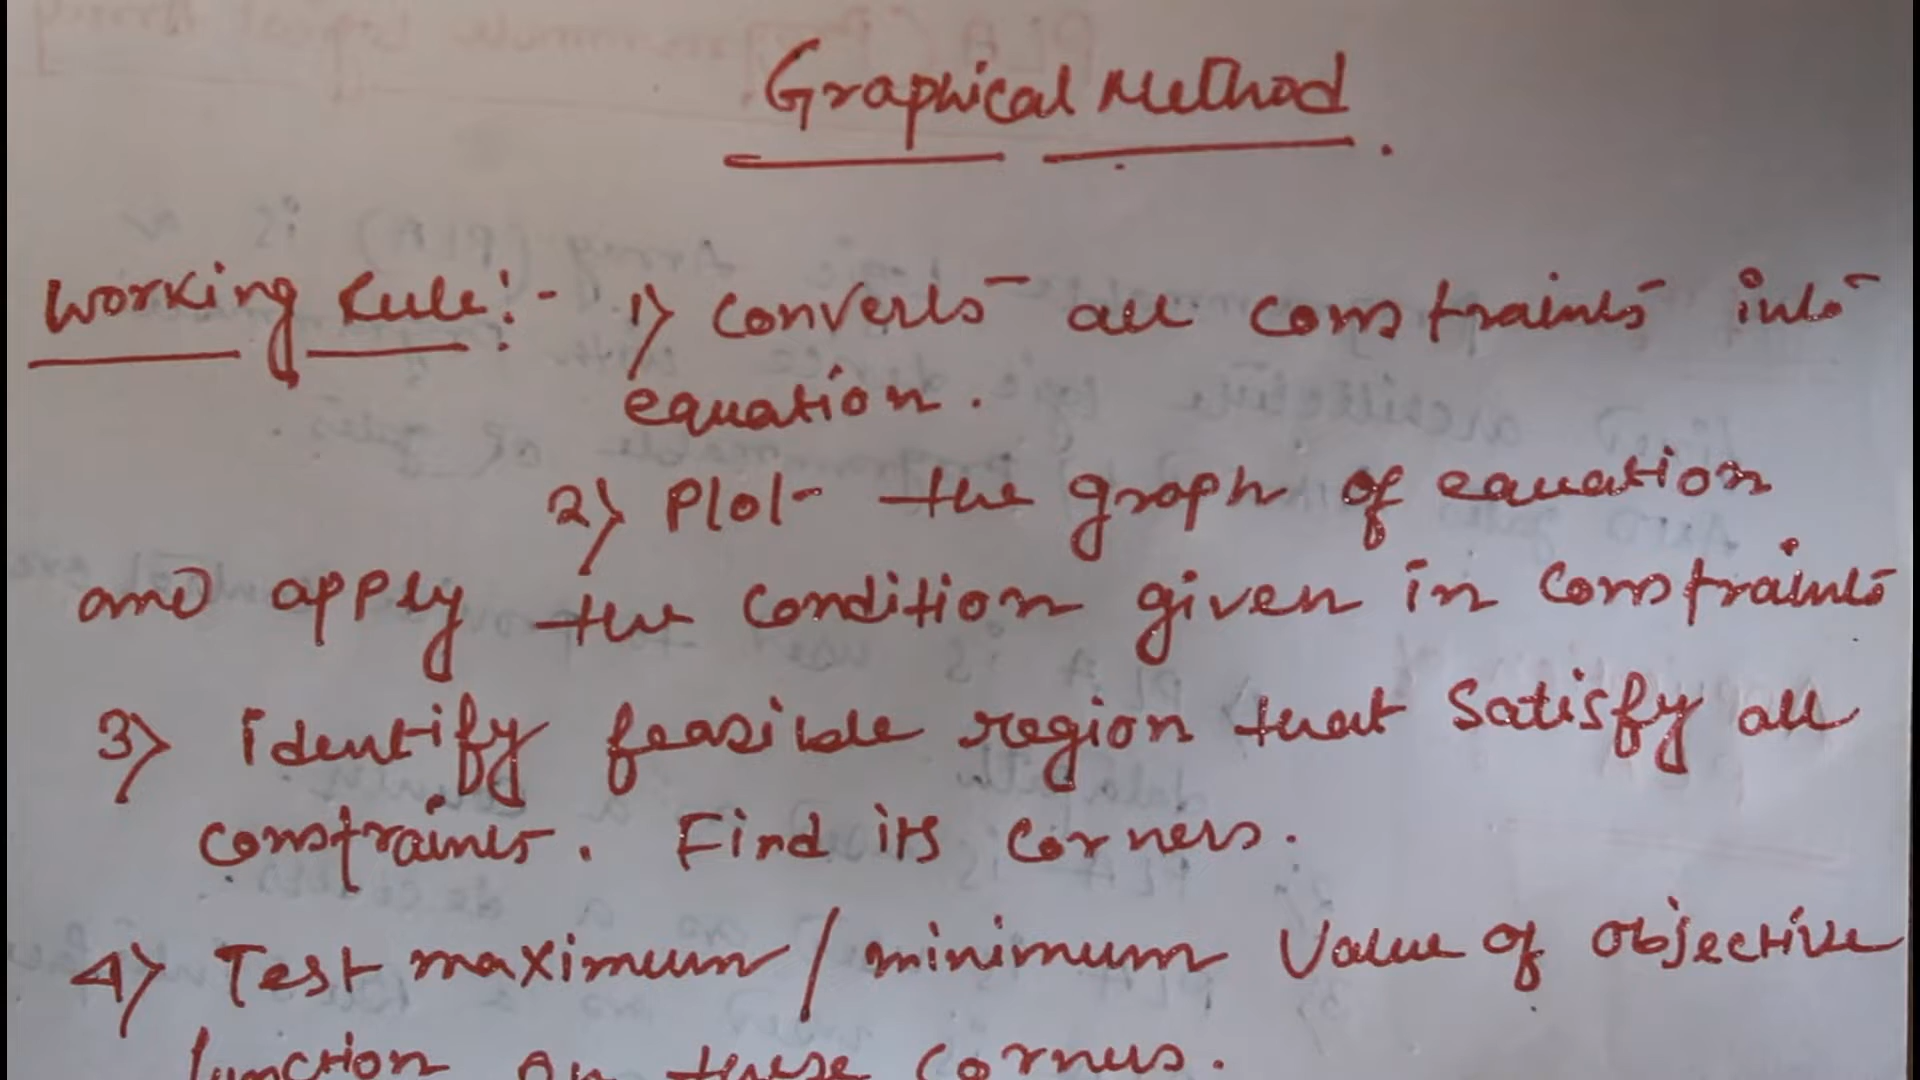 Graphical Method.
Working Rule:- 1) Converts all constraints into
equation.
2) Plot the graph of equation
and apply the condition given in constraints
3) identify feasible region that satisfy all
constraints. Find its corners.
4) Test maximum/minimum Value of objective
function on these corners.